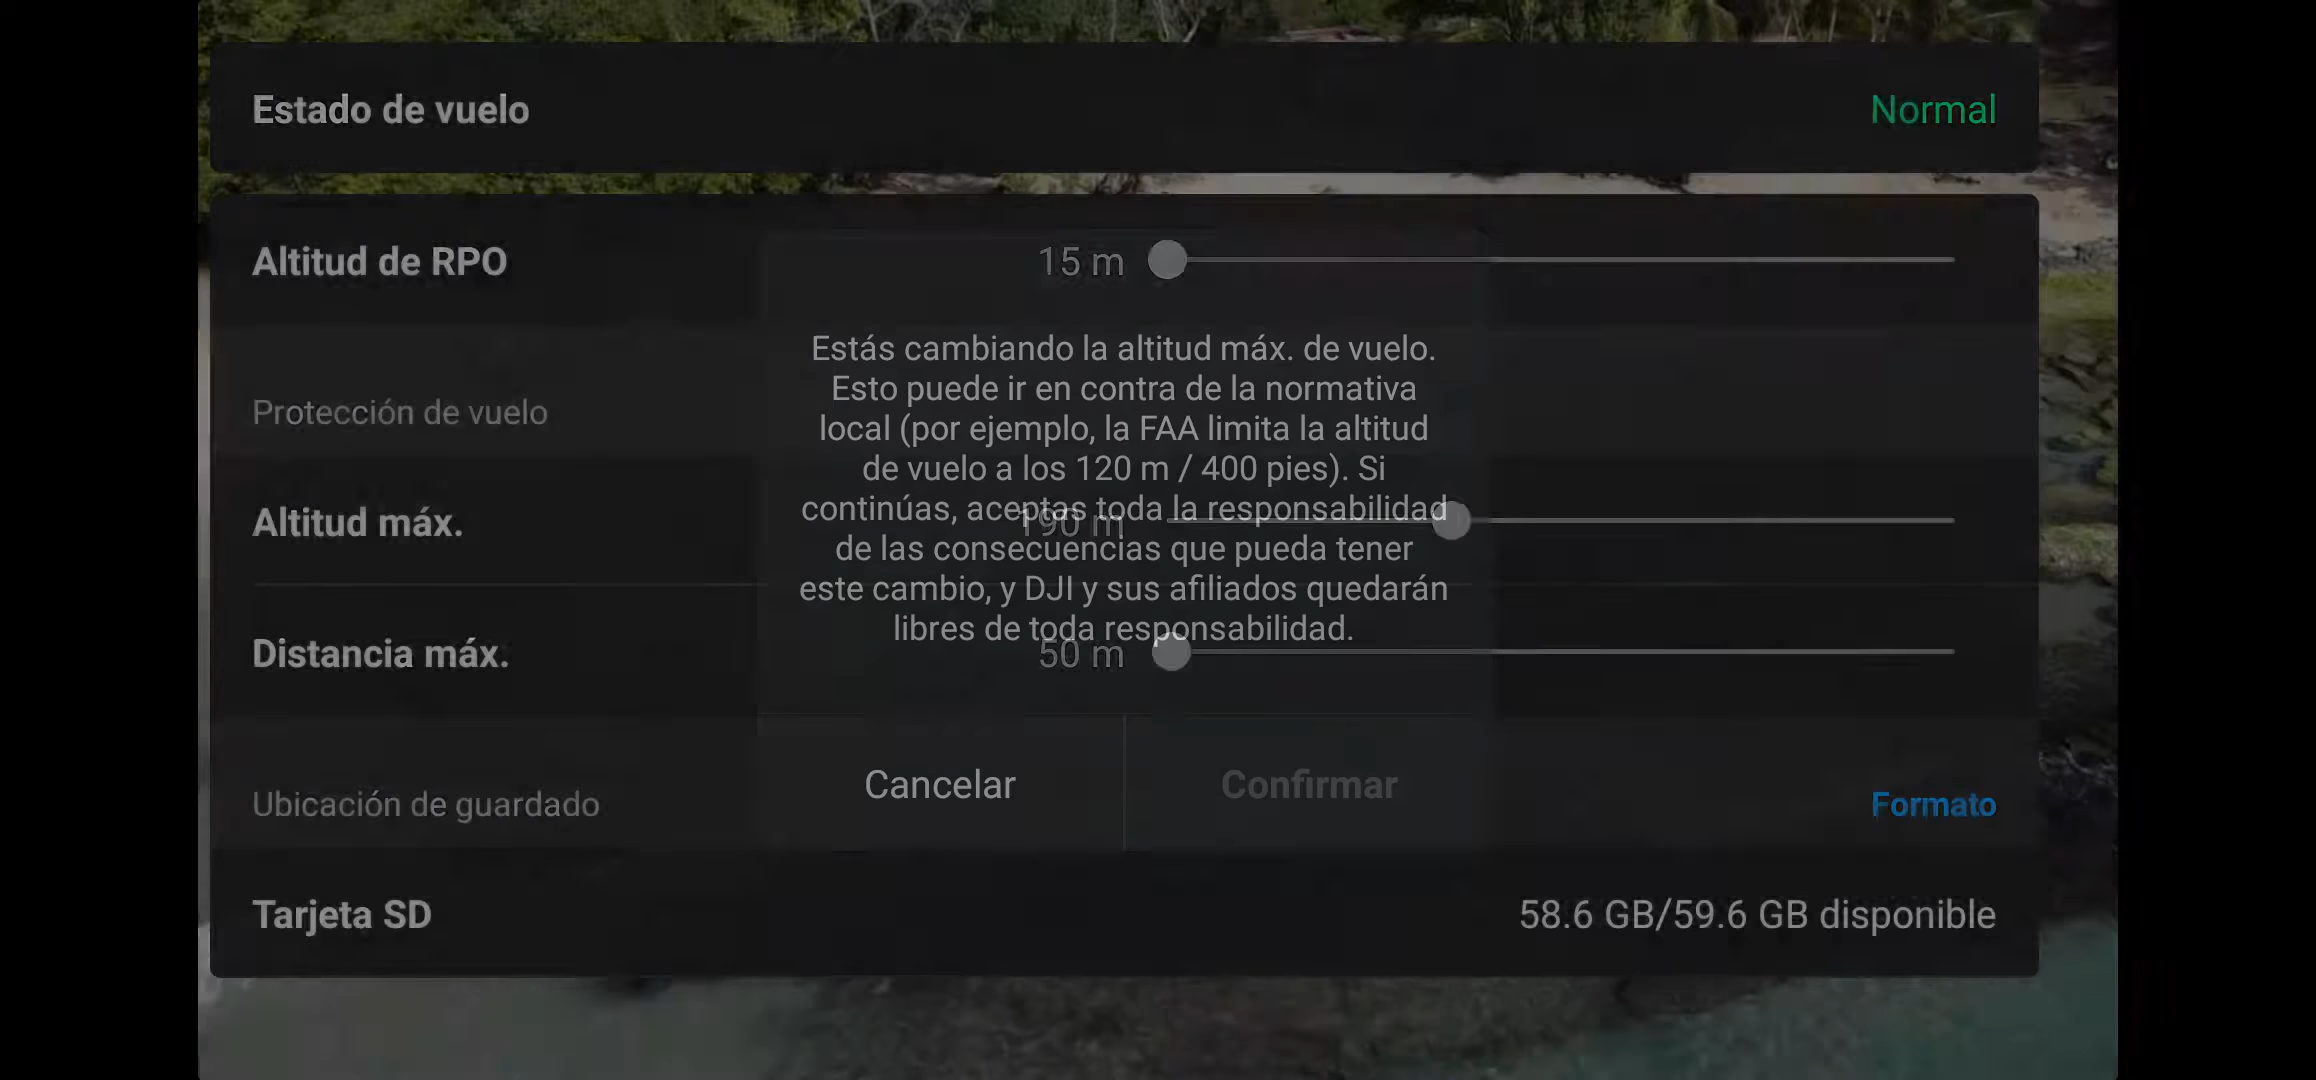 Estado de vuelo
Normal
Altitud de RPO
15 m
Protección de vuelo
Altitud máx.
190 m
Distancia máx.
50 m
Ubicación de guardado
Formato
Tarjeta SD
58.6 GB/59.6 GB disponible
Estás cambiando la altitud máx. de vuelo.
Esto puede ir en contra de la normativa
local (por ejemplo, la FAA limita la altitud
de vuelo a los 120 m / 400 pies). Si
continúas, aceptas toda la responsabilidad
de las consecuencias que pueda tener
este cambio, y DJI y sus afiliados quedarán
libres de toda responsabilidad.
Cancelar
Confirmar